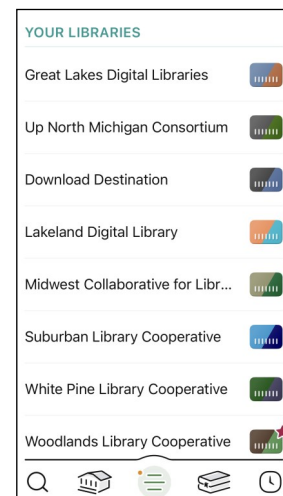 YOUR LIBRARIES
Great Lakes Digital Libraries
Up North Michigan Consortium
Download Destination
Lakeland Digital Library
Midwest Collaborative for Libr...
Suburban Library Cooperative
White Pine Library Cooperative
Woodlands Library Cooperative